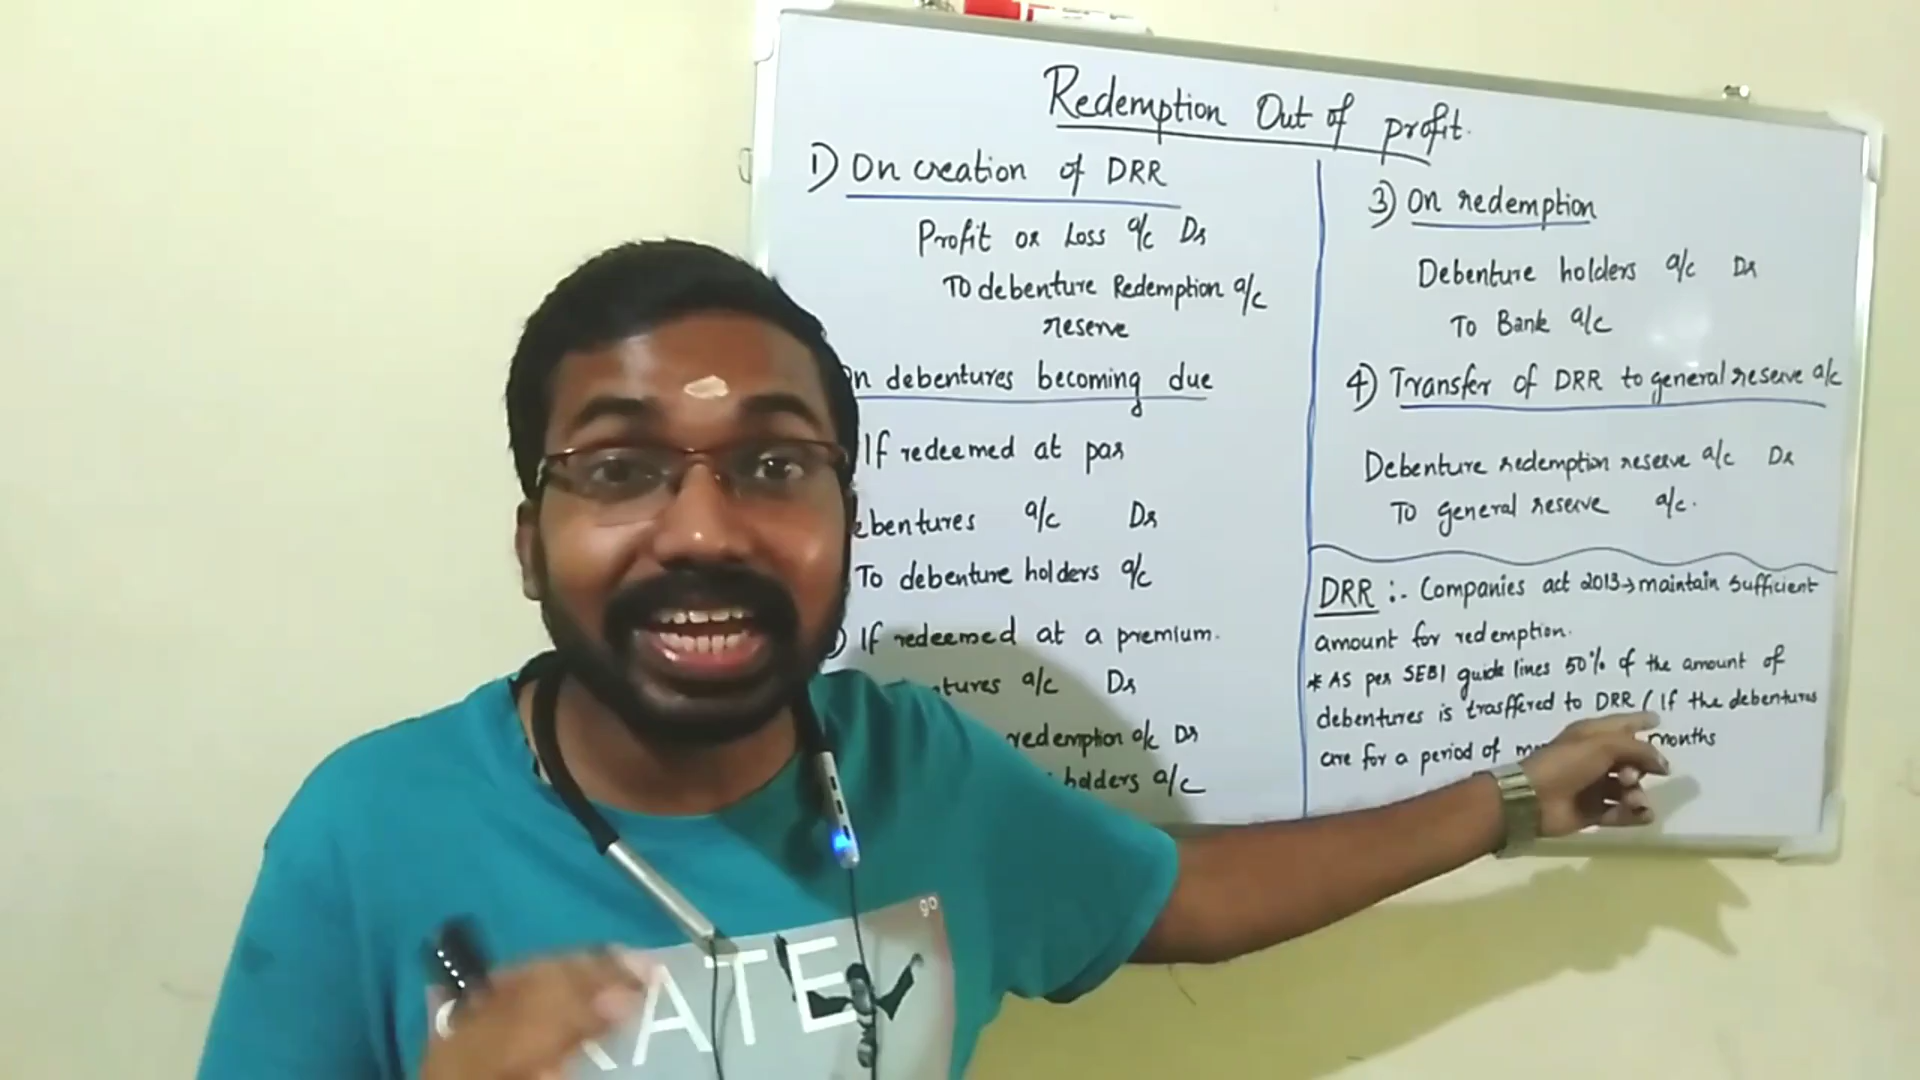 Redemption Out of profit.
1) On creation of DRR
Profit or Loss a/c Dr
To debenture Redemption a/c
reserve
On debentures becoming due
If redeemed at par
ebentures a/c Dr
To debenture holders a/c
) If redeemed at a premium.
tures a/c Dr
redemption a/c Dr
holders a/c
3) On redemption
Debenture holders a/c Dr
To Bank a/c
4) Transfer of DRR to general reserve a/c
Debenture redemption reserve a/c Dr
To general reserve a/c.
DRR :- Companies act 2013→maintain sufficient
amount for redemption.
* AS per SEBI guide lines 50% of the amount of
debentures is trasffered to DRR ( If the debentures
are for a period of months
go
ATE